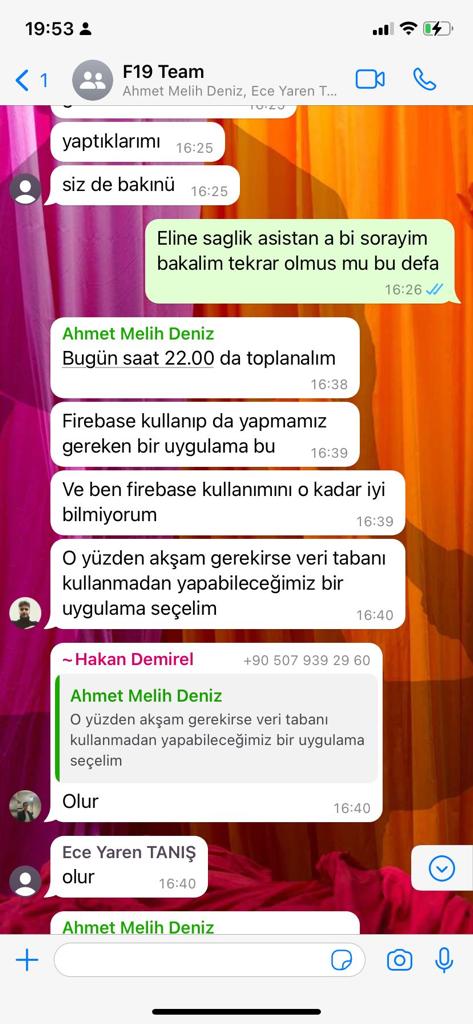 19:53
1
F19 Team
Ahmet Melih Deniz, Ece Yaren T...
16:25
yaptıklarımı 16:25
siz de bakınü 16:25
Eline saglik asistan a bi sorayim
bakalim tekrar olmus mu bu defa
16:26
Ahmet Melih Deniz
Bugün saat 22.00 da toplanalım
16:38
Firebase kullanıp da yapmamız
gereken bir uygulama bu 16:39
Ve ben firebase kullanımını o kadar iyi
bilmiyorum 16:39
O yüzden akşam gerekirse veri tabanı
kullanmadan yapabileceğimiz bir
uygulama seçelim 16:40
~Hakan Demirel +90 507 939 29 60
Ahmet Melih Deniz
O yüzden akşam gerekirse veri tabanı
kullanmadan yapabileceğimiz bir uygulama
seçelim
Olur 16:40
Ece Yaren TANIŞ
olur 16:40
Ahmet Melih Deniz